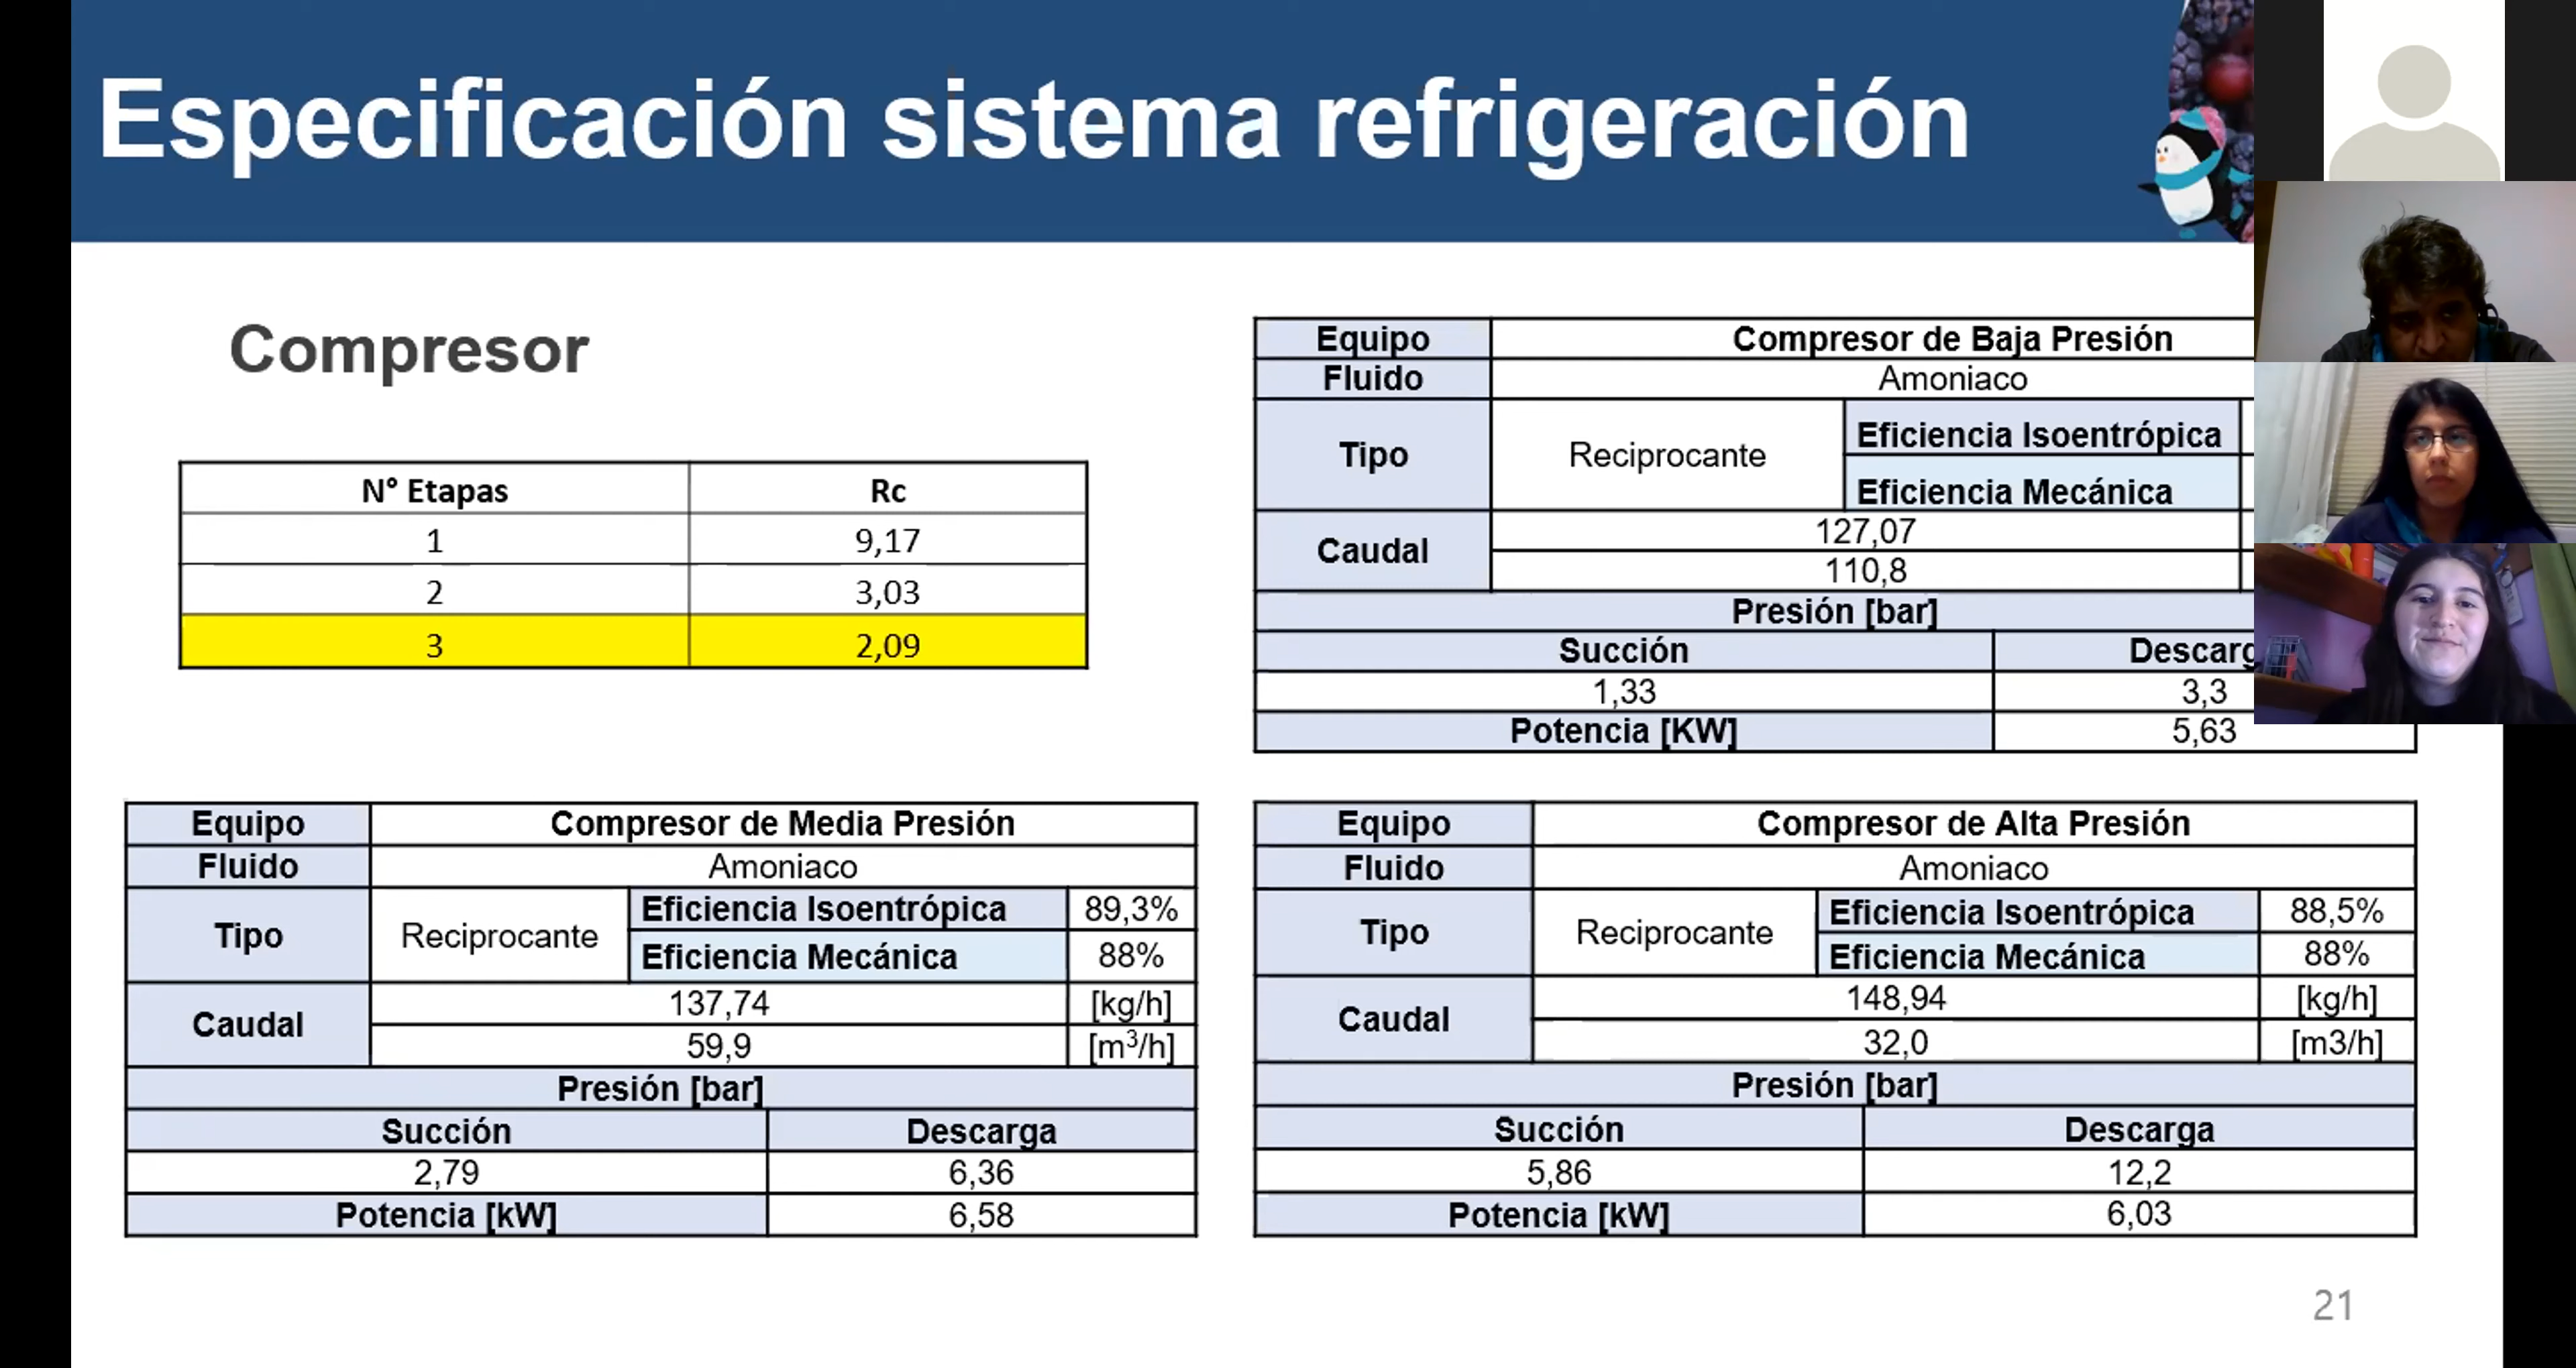 Especificación sistema refrigeración
Compresor
N° Etapas Rc
1 9,17
2 3,03
3 2,09
Equipo Compresor de Baja Presión
Fluido Amoniaco
Tipo Reciprocante Eficiencia Isoentrópica
Eficiencia Mecánica
Caudal 127,07
110,8
Presión [bar]
Succión Descarg
1,33 3,3
Potencia [KW] 5,63
Equipo Compresor de Media Presión
Fluido Amoniaco
Tipo Reciprocante Eficiencia Isoentrópica 89,3%
Eficiencia Mecánica 88%
Caudal 137,74 [kg/h]
59,9 [m³/h]
Presión [bar]
Succión Descarga
2,79 6,36
Potencia [kW] 6,58
Equipo Compresor de Alta Presión
Fluido Amoniaco
Tipo Reciprocante Eficiencia Isoentrópica 88,5%
Eficiencia Mecánica 88%
Caudal 148,94 [kg/h]
32,0 [m3/h]
Presión [bar]
Succión Descarga
5,86 12,2
Potencia [kW] 6,03
21